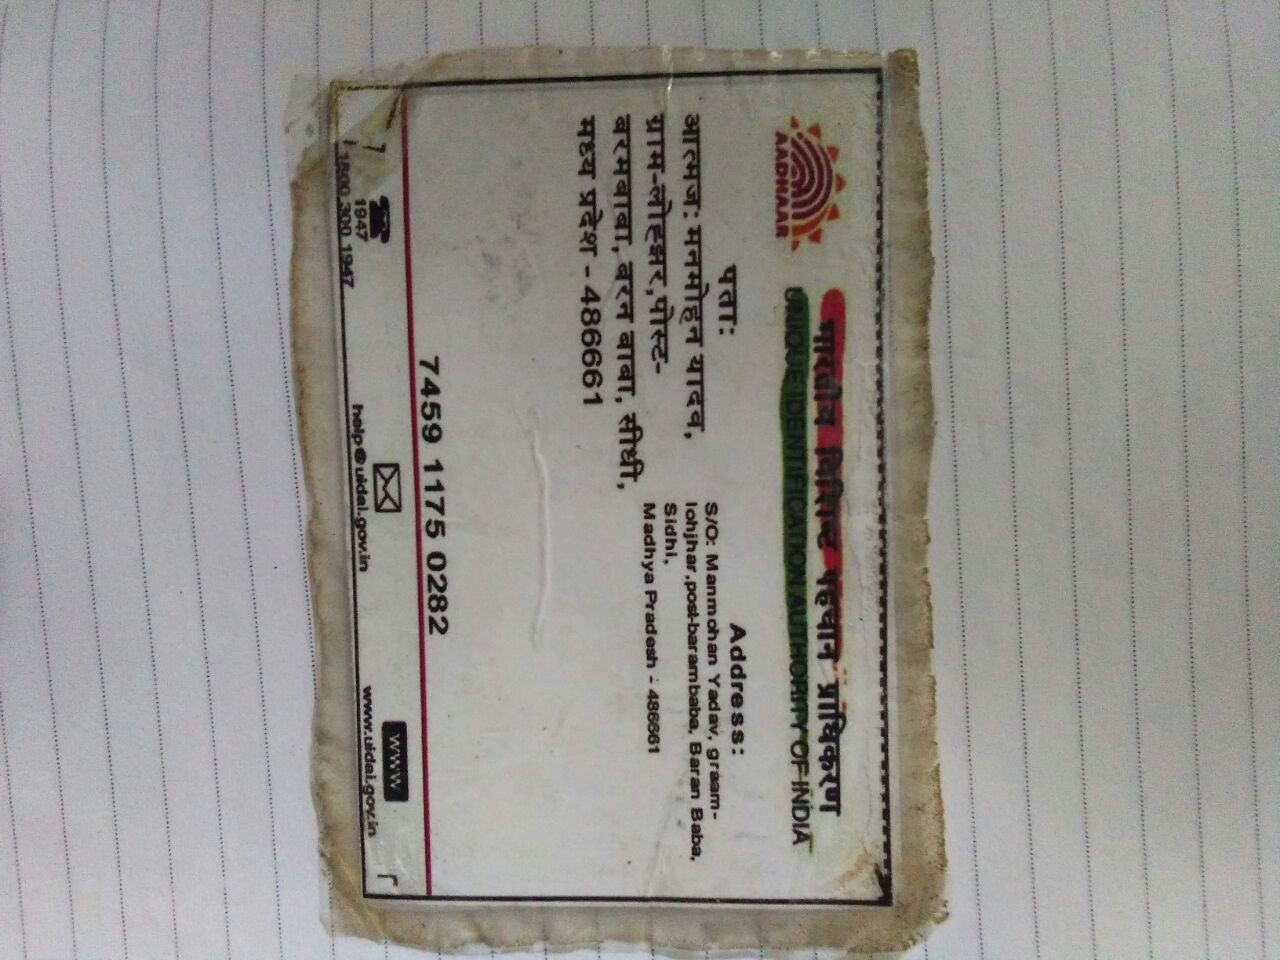 भारतीय विशिष्ट पहचान प्राधिकरण
UNIQUE IDENTIFICATION AUTHORITY OF INDIA
AADHAAR
पता:
आत्मज: मनमोहन यादव,
ग्राम-लोहझर,पोस्ट-
बरमबाबा, बरन बाबा, सीधी,
मध्य प्रदेश - 486661
Address:
S/O: Manmohan Yadav, graam-
lohjhar,post-barambaba, Baran Baba,
Sidhi,
Madhya Pradesh - 486661
7459 1175 0282
1947
1800 300 1947
help@uidai.gov.in
www
www.uidai.gov.in